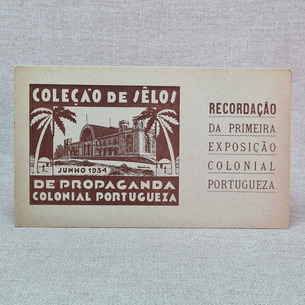 COLEÇÃO DE SÊLOS
JUNHO 1934
DE PROPAGANDA
COLONIAL PORTUGUEZA
RECORDAÇÃO
DA PRIMEIRA
EXPOSIÇÃO
COLONIAL
PORTUGUEZA